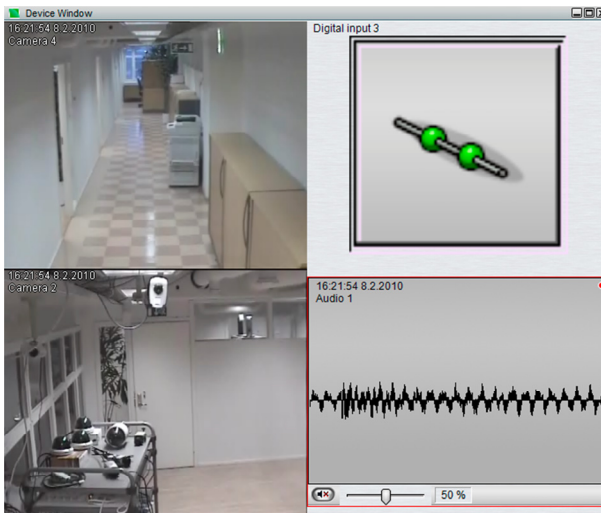 Device Window
16:21:54 8.2.2010
Camera 4
Digital input 3
16:21:54 8.2.2010
Camera 2
16:21:54 8.2.2010
Audio 1
50 %